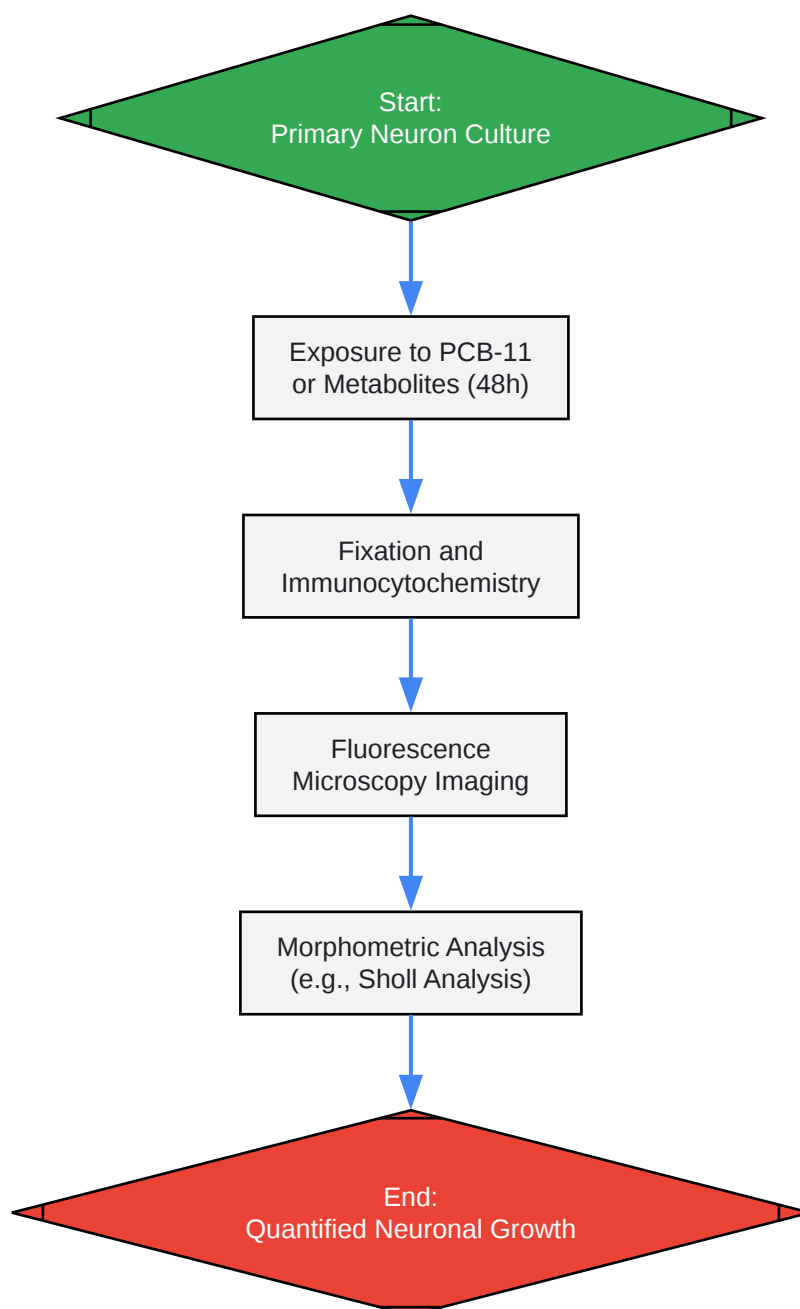 Start:
Primary Neuron Culture
Exposure to PCB-11
or Metabolites (48h)
Fixation and
Immunocytochemistry
Fluorescence
Microscopy Imaging
Morphometric Analysis
(e.g., Sholl Analysis)
End:
Quantified Neuronal Growth